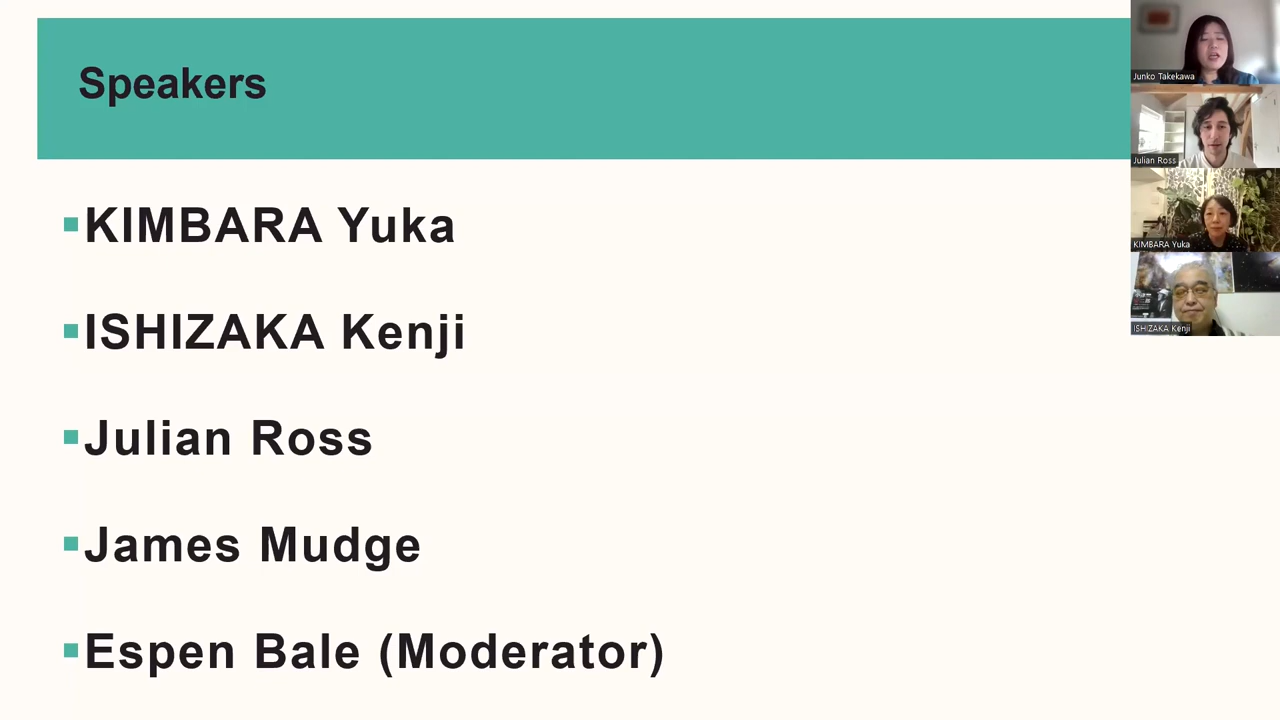 Speakers
KIMBARA Yuka
ISHIZAKA Kenji
Julian Ross
James Mudge
Espen Bale (Moderator)
Junko Takekawa
Julian Ross
KIMBARA Yuka
ISHIZAKA Kenji